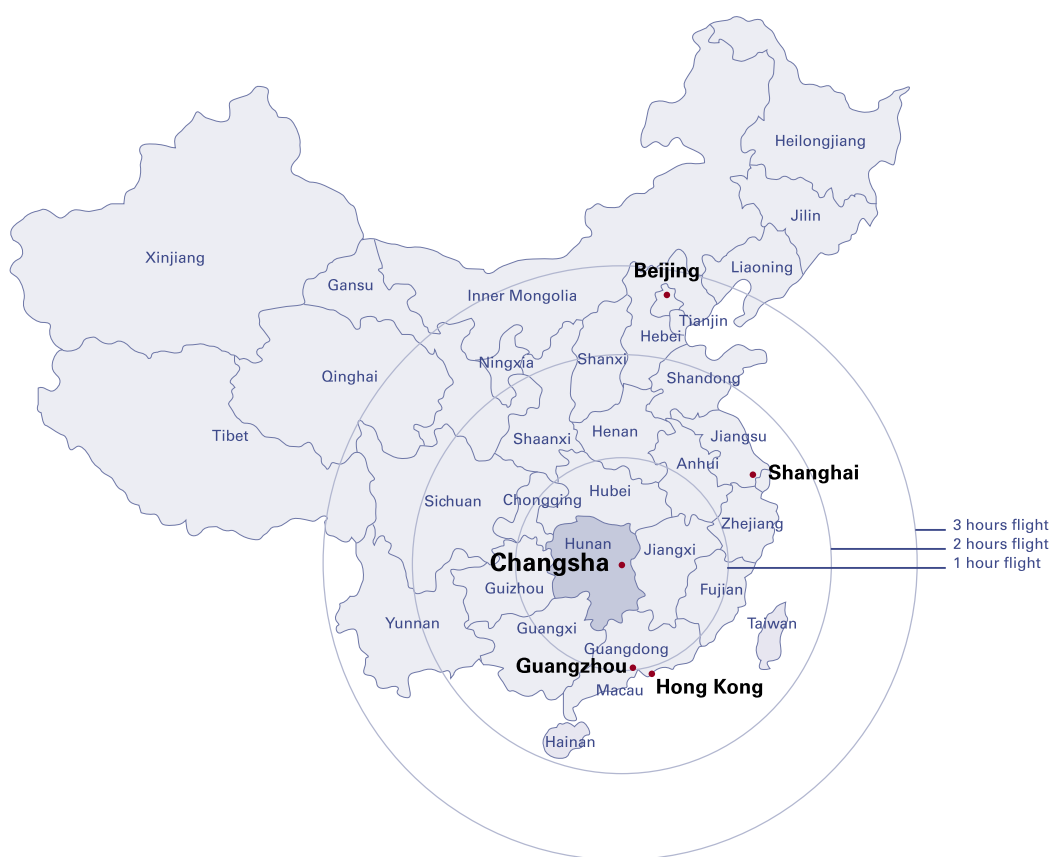 Heilongjiang
Jilin
Xinjiang
Liaoning
Beijing
Gansu
Inner Mongolia
Tianjin
Hebei
Ningxia
Shanxi
Qinghai
Shandong
Tibet
Shaanxi
Henan
Jiangsu
Anhui
Shanghai
Sichuan
Chongqing
Hubei
Zhejiang
3 hours flight
2 hours flight
1 hour flight
Hunan
Jiangxi
Changsha
Guizhou
Fujian
Yunnan
Guangxi
Taiwan
Guangdong
Guangzhou
Hong Kong
Macau
Hainan